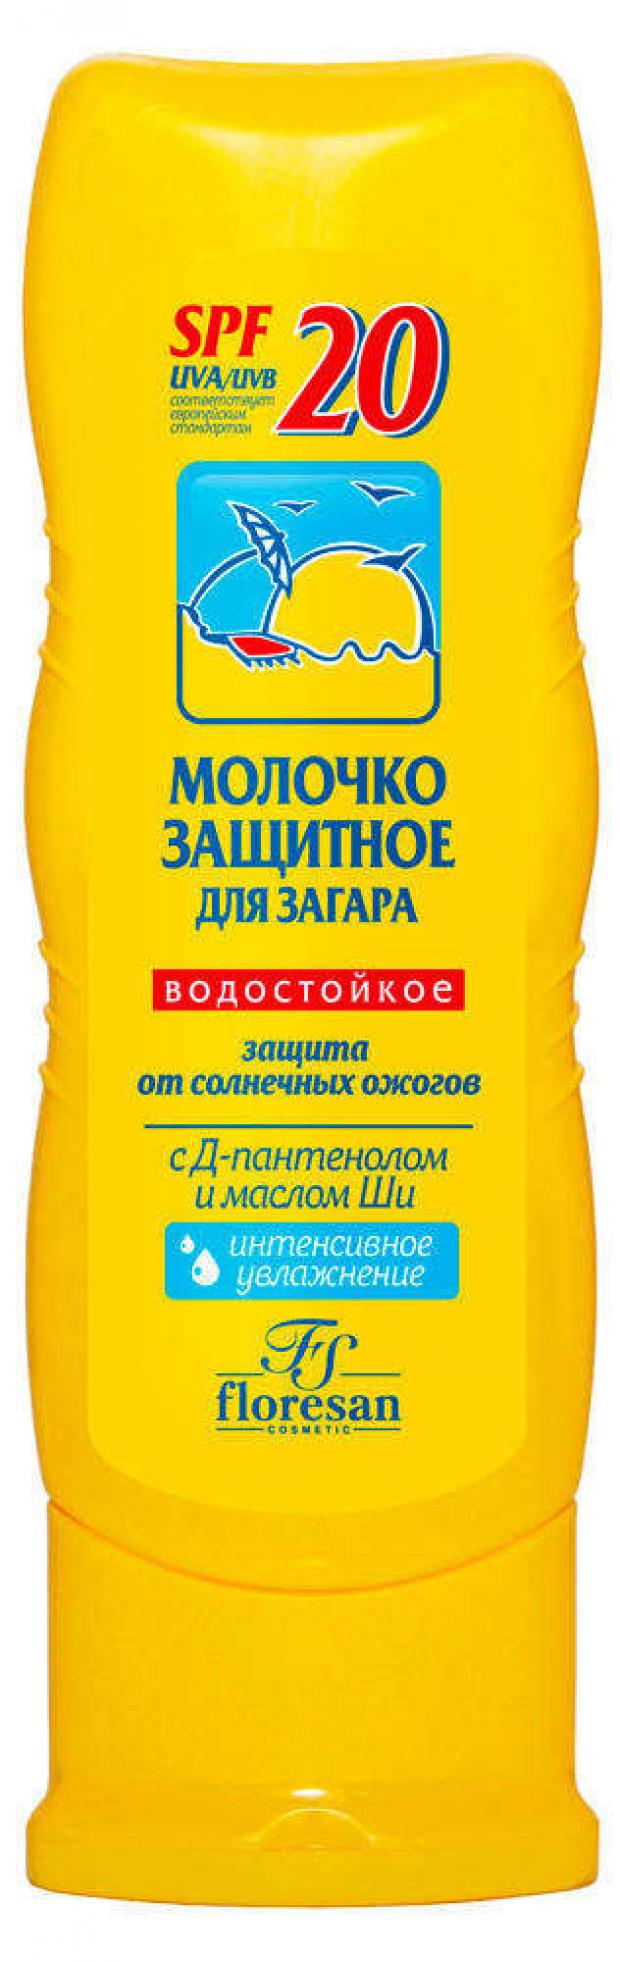 SPF 20
UVA/UVB
соответствует
европейским
стандартам
МОЛОЧКО
ЗАЩИТНОЕ
ДЛЯ ЗАГАРА
ВОДОСТОЙКОЕ
защита
от солнечных ожогов
с Д-пантенолом
и маслом Ши
интенсивное
увлажнение
FS
floresan
COSMETIC